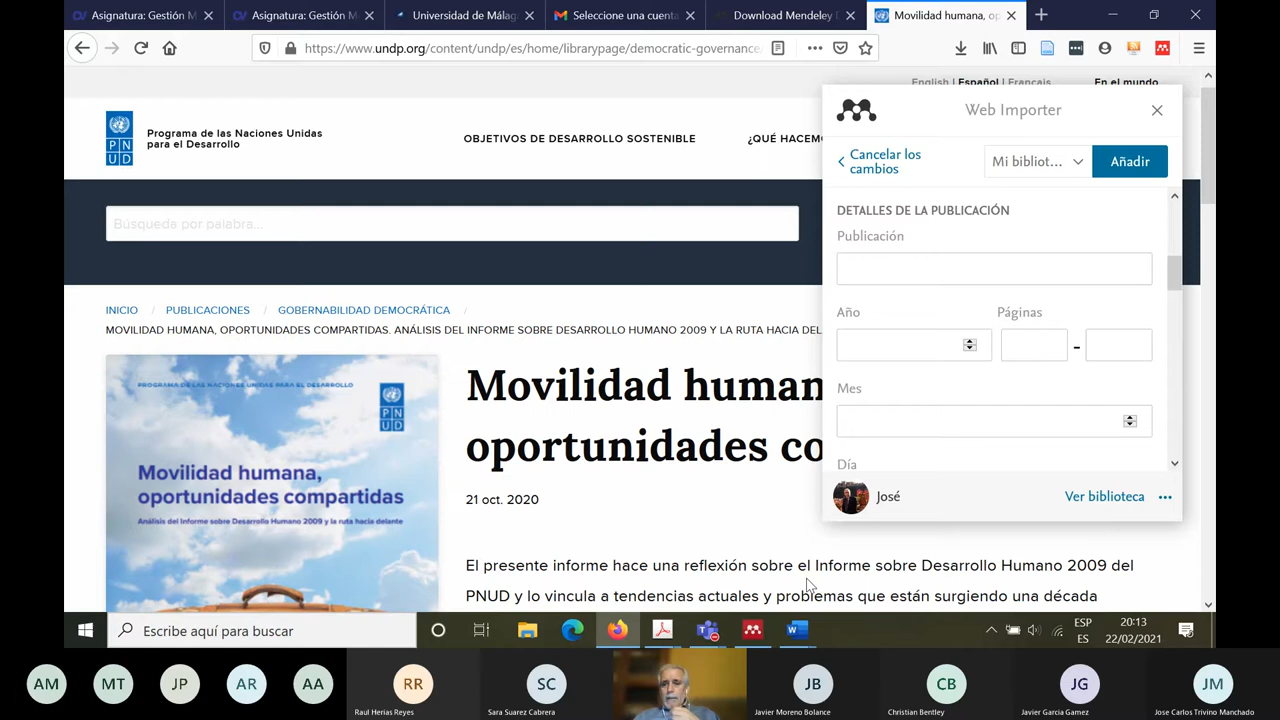 Asignatura: Gestión M
Asignatura: Gestión M
Universidad de Málaga
Seleccione una cuenta
Download Mendeley D
Movilidad humana, op
https://www.undp.org/content/undp/es/home/librarypage/democratic-governance/
English | Español | Français
En el mundo
PNUD
Programa de las Naciones Unidas
para el Desarrollo
OBJETIVOS DE DESARROLLO SOSTENIBLE
¿QUÉ HACEM
Búsqueda por palabra...
INICIO / PUBLICACIONES / GOBERNABILIDAD DEMOCRÁTICA /
MOVILIDAD HUMANA, OPORTUNIDADES COMPARTIDAS. ANÁLISIS DEL INFORME SOBRE DESARROLLO HUMANO 2009 Y LA RUTA HACIA DEL
PROGRAMA DE LAS NACIONES UNIDAS PARA EL DESARROLLO
PNUD
Movilidad humana,
oportunidades compartidas
Análisis del Informe sobre Desarrollo Humano 2009 y la ruta hacia delante
Movilidad human
oportunidades co
21 oct. 2020
El presente informe hace una reflexión sobre el Informe sobre Desarrollo Humano 2009 del
PNUD y lo vincula a tendencias actuales y problemas que están surgiendo una década
Web Importer
Cancelar los
cambios
Mi bibliot...
Añadir
DETALLES DE LA PUBLICACIÓN
Publicación
Año
Páginas
-
Mes
Día
José
Ver biblioteca
Escribe aquí para buscar
ESP
ES
20:13
22/02/2021
AM
MT
JP
AR
AA
RR
Raul Herias Reyes
SC
Sara Suarez Cabrera
JB
Javier Moreno Bolance
CB
Christian Bentley
JG
Javier Garcia Gamez
JM
Jose Carlos Trivino Manchado